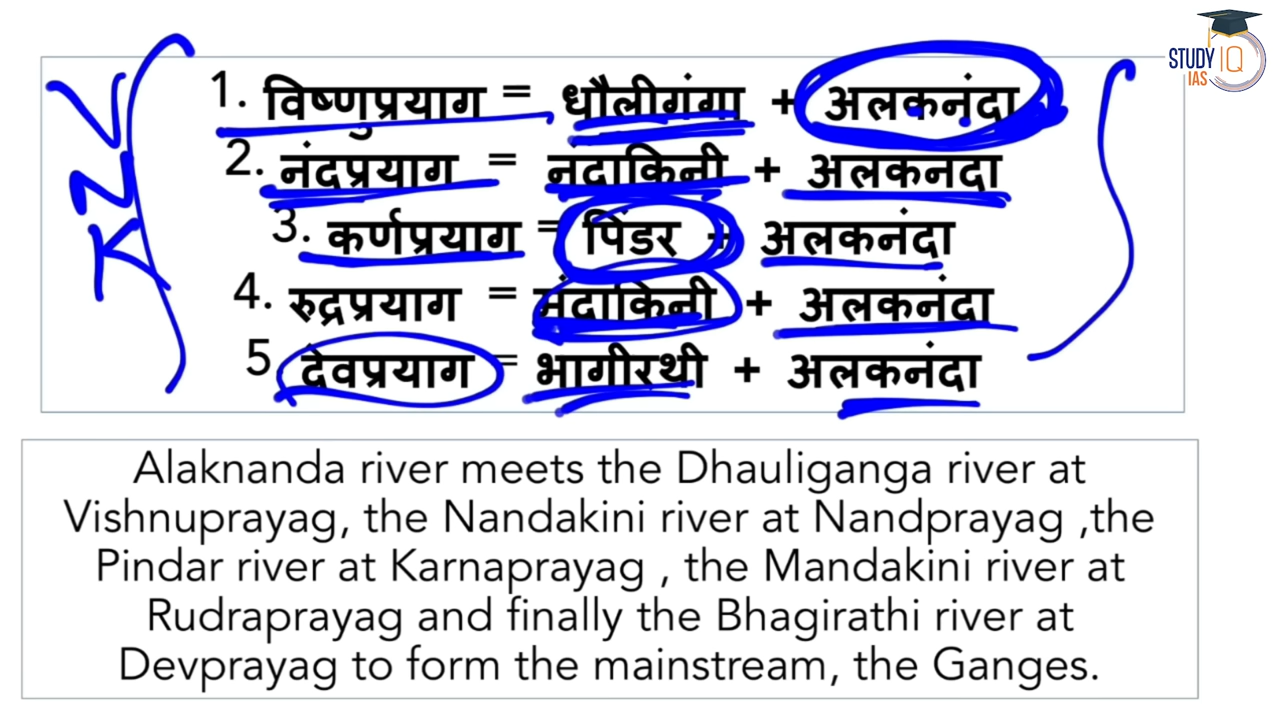 STUDY IQ
IAS
1. विष्णुप्रयाग = धौलीगंगा + अलकनंदा
2. नंदप्रयाग = नंदाकिनी + अलकनंदा
3. कर्णप्रयाग = पिंडर + अलकनंदा
4. रुद्रप्रयाग = मंदाकिनी + अलकनंदा
5 देवप्रयाग = भागीरथी + अलकनंदा
KNV
Alaknanda river meets the Dhauliganga river at
Vishnuprayag, the Nandakini river at Nandprayag ,the
Pindar river at Karnaprayag , the Mandakini river at
Rudraprayag and finally the Bhagirathi river at
Devprayag to form the mainstream, the Ganges.